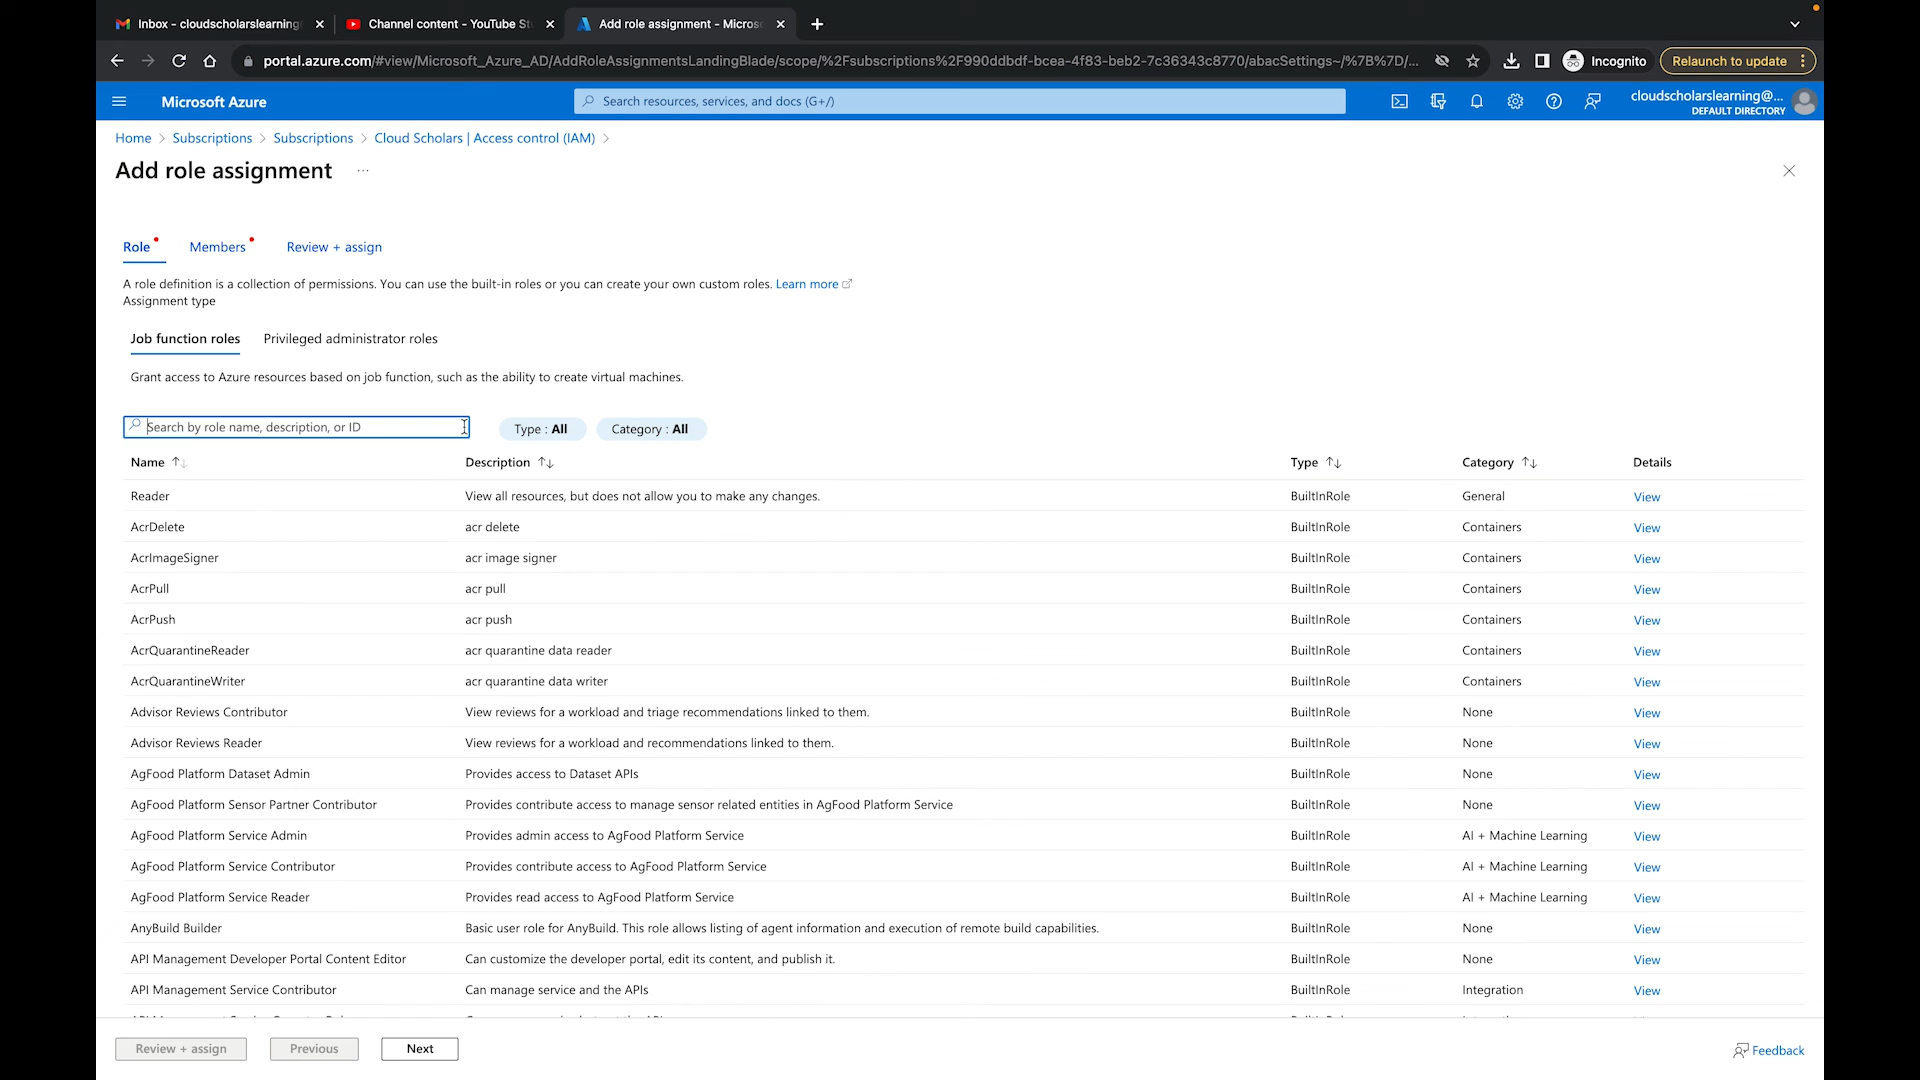 Inbox - cloudscholarslearning
Channel content - YouTube St
Add role assignment - Micros
portal.azure.com/#view/Microsoft_Azure_AD/AddRoleAssignmentsLandingBlade/scope/%2Fsubscriptions%2F990ddbdf-bcea-4f83-beb2-7c36343c8770/abacSettings~/%7B%7D/...
Incognito
Relaunch to update
Microsoft Azure
Search resources, services, and docs (G+/)
cloudscholarslearning@...
DEFAULT DIRECTORY
Home > Subscriptions > Subscriptions > Cloud Scholars | Access control (IAM) >
Add role assignment ...
Role Members Review + assign
A role definition is a collection of permissions. You can use the built-in roles or you can create your own custom roles. Learn more
Assignment type
Job function roles Privileged administrator roles
Grant access to Azure resources based on job function, such as the ability to create virtual machines.
Search by role name, description, or ID Type : All Category : All
Name Description Type Category Details
Reader View all resources, but does not allow you to make any changes. BuiltInRole General View
AcrDelete acr delete BuiltInRole Containers View
AcrImageSigner acr image signer BuiltInRole Containers View
AcrPull acr pull BuiltInRole Containers View
AcrPush acr push BuiltInRole Containers View
AcrQuarantineReader acr quarantine data reader BuiltInRole Containers View
AcrQuarantineWriter acr quarantine data writer BuiltInRole Containers View
Advisor Reviews Contributor View reviews for a workload and triage recommendations linked to them. BuiltInRole None View
Advisor Reviews Reader View reviews for a workload and recommendations linked to them. BuiltInRole None View
AgFood Platform Dataset Admin Provides access to Dataset APIs BuiltInRole None View
AgFood Platform Sensor Partner Contributor Provides contribute access to manage sensor related entities in AgFood Platform Service BuiltInRole None View
AgFood Platform Service Admin Provides admin access to AgFood Platform Service BuiltInRole AI + Machine Learning View
AgFood Platform Service Contributor Provides contribute access to AgFood Platform Service BuiltInRole AI + Machine Learning View
AgFood Platform Service Reader Provides read access to AgFood Platform Service BuiltInRole AI + Machine Learning View
AnyBuild Builder Basic user role for AnyBuild. This role allows listing of agent information and execution of remote build capabilities. BuiltInRole None View
API Management Developer Portal Content Editor Can customize the developer portal, edit its content, and publish it. BuiltInRole None View
API Management Service Contributor Can manage service and the APIs BuiltInRole Integration View
Review + assign Previous Next Feedback